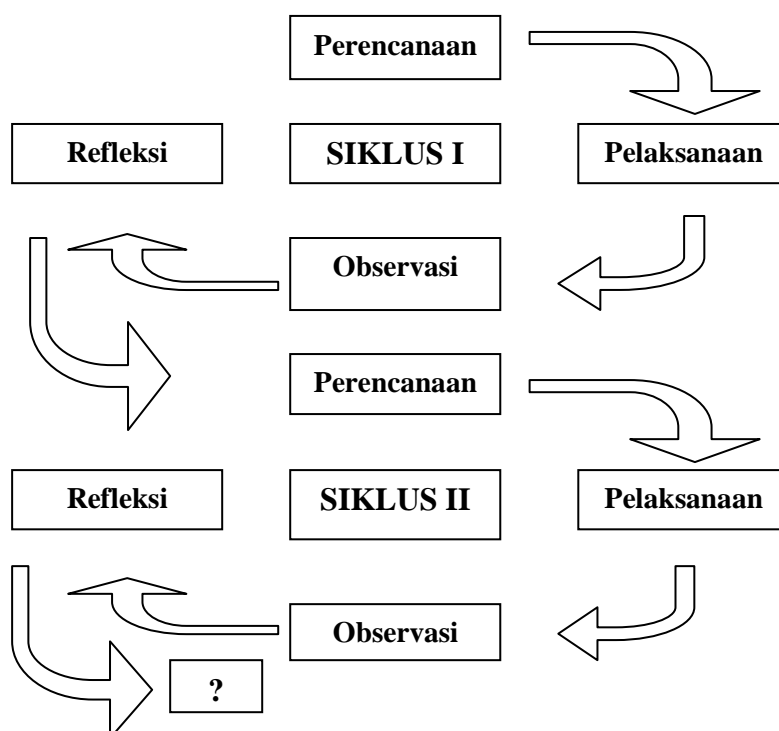 Perencanaan
Refleksi
SIKLUS I
Pelaksanaan
Observasi
Perencanaan
Refleksi
SIKLUS II
Pelaksanaan
Observasi
?